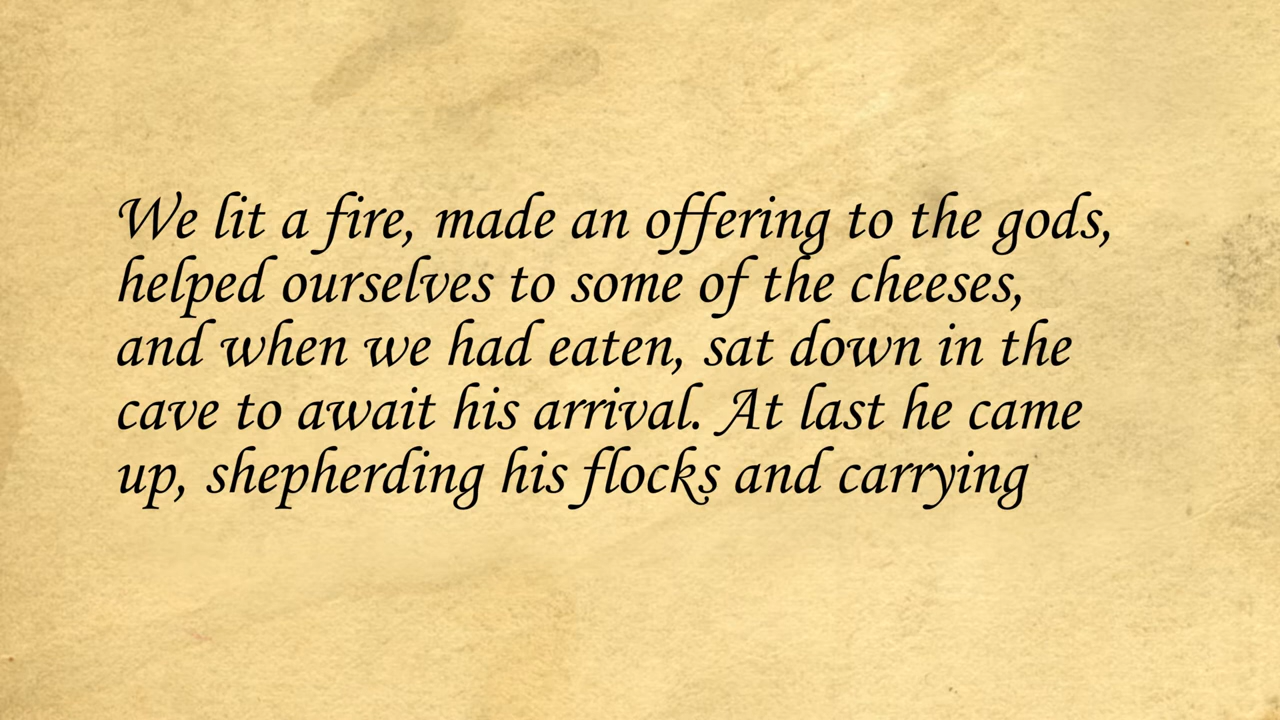 We lit a fire, made an offering to the gods,
helped ourselves to some of the cheeses,
and when we had eaten, sat down in the
cave to await his arrival. At last he came
up, shepherding his flocks and carrying